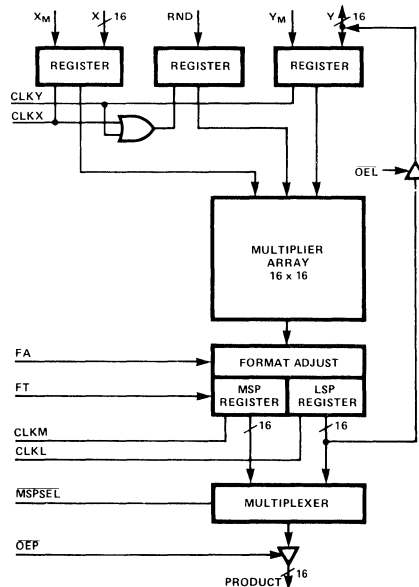 XM X 16 RND YM Y 16
REGISTER REGISTER REGISTER
CLKY
CLKX
OEL
MULTIPLIER
ARRAY
16 x 16
FA
FORMAT ADJUST
FT
MSP
REGISTER
LSP
REGISTER
CLKM
16 16
CLKL
MSPSEL
MULTIPLEXER
OEP
16
PRODUCT